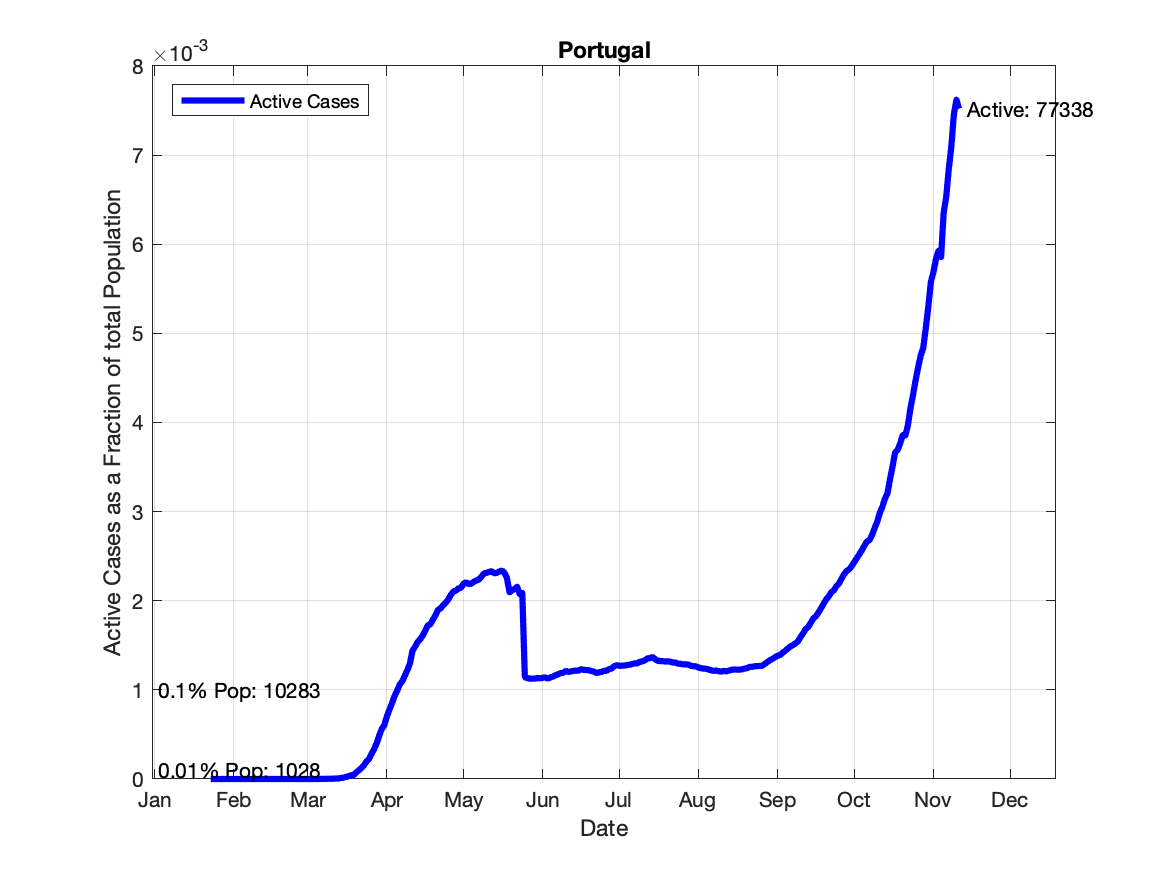 Portugal
×10-3
8
7
6
5
4
3
2
1
0
Active Cases as a Fraction of total Population
Active Cases
Active: 77338
0.1% Pop: 10283
0.01% Pop: 1028
Jan Feb Mar Apr May Jun Jul Aug Sep Oct Nov Dec
Date